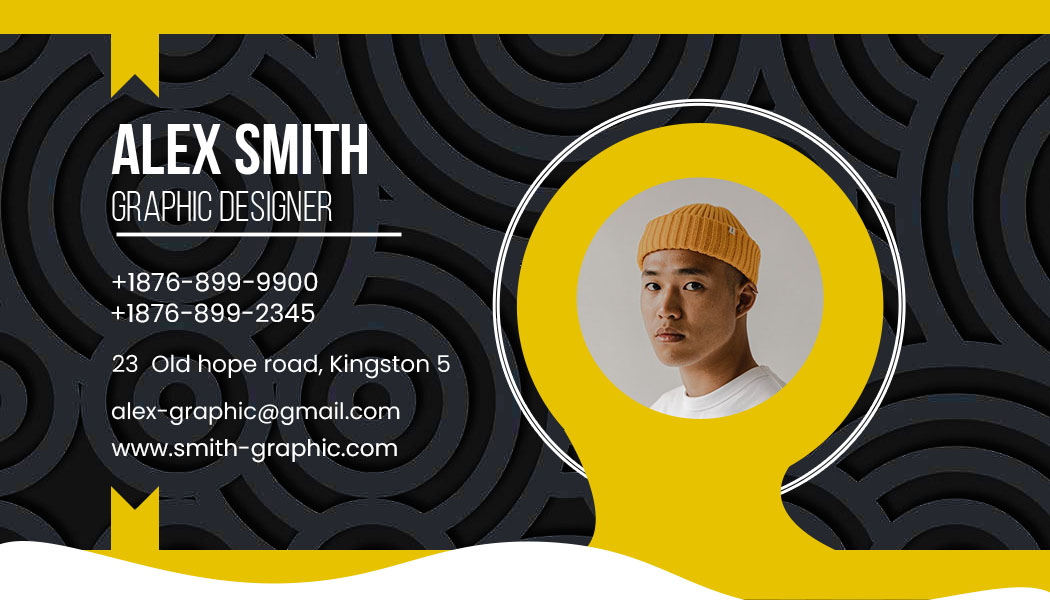 ALEX SMITH
GRAPHIC DESIGNER
+1876-899-9900
+1876-899-2345
23  Old hope road, Kingston 5
alex-graphic@gmail.com
www.smith-graphic.com